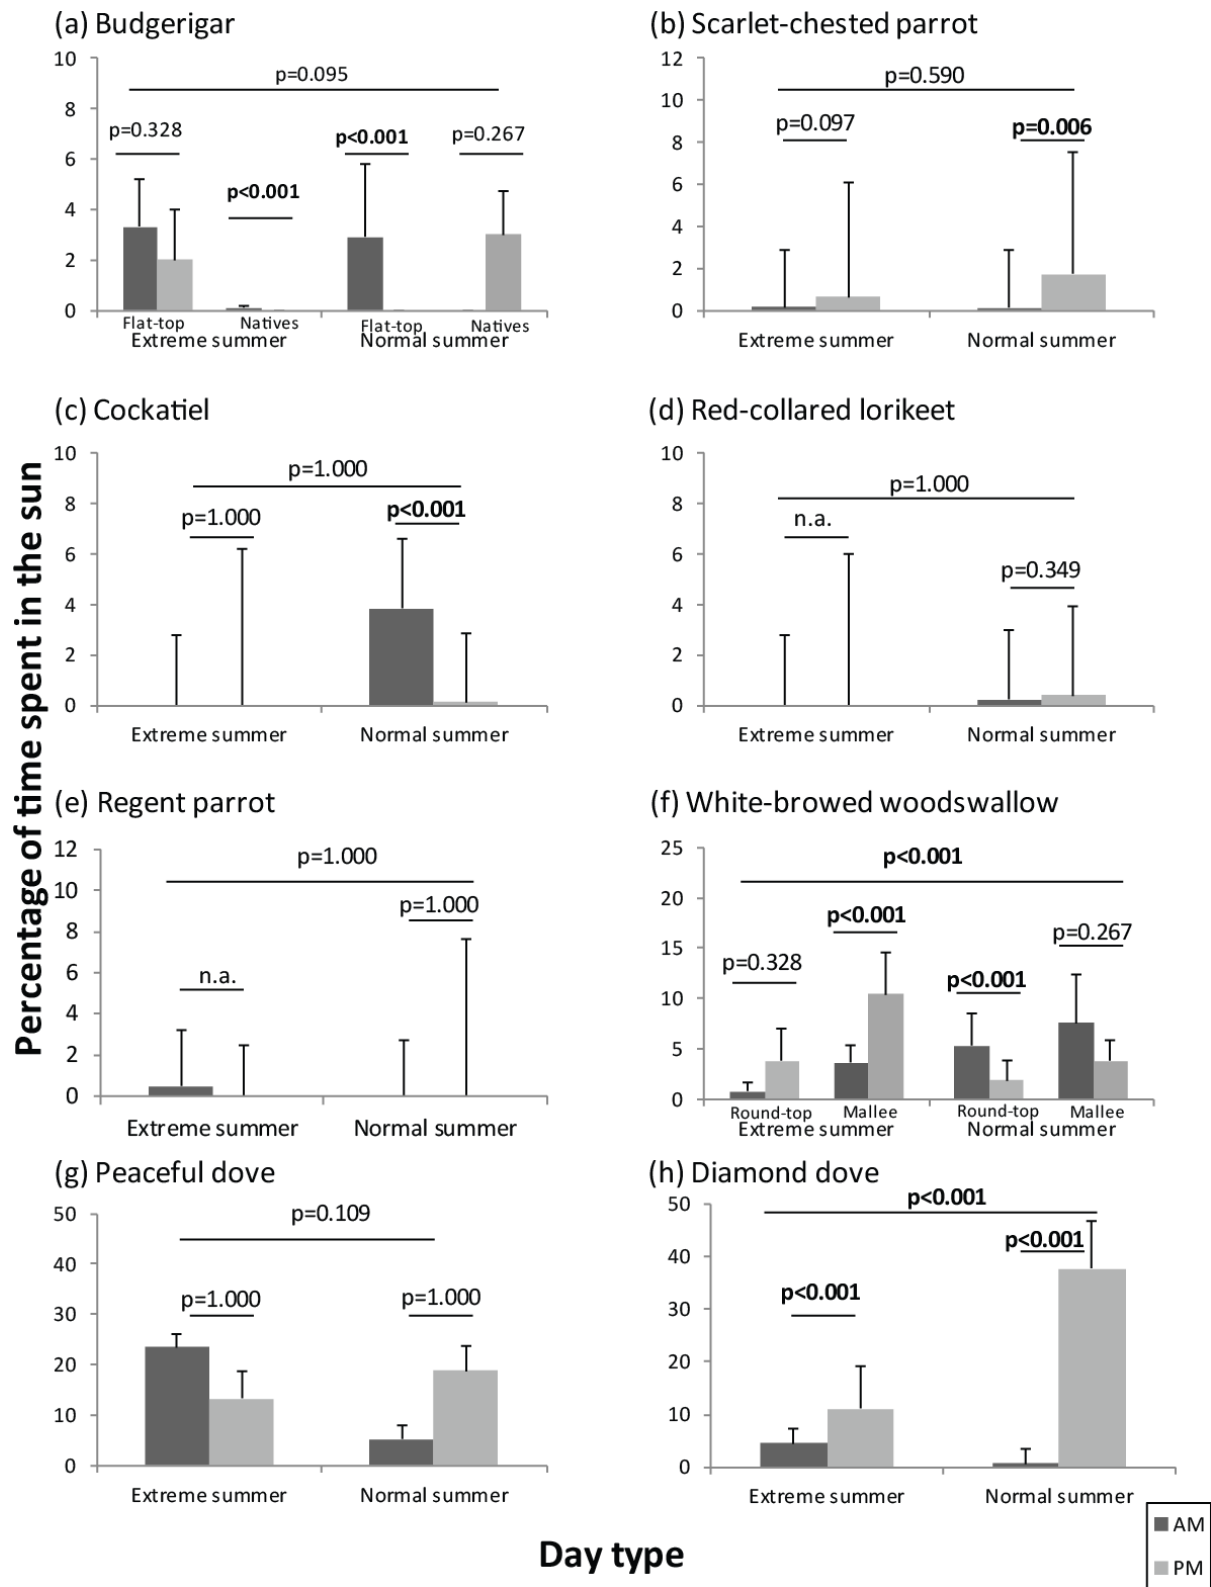 (a) Budgerigar
10
8
6
4
2
0
p=0.095
p=0.328
p<0.001
p<0.001
p=0.267
Flat-top Natives Flat-top Natives
Extreme summer Normal summer
(b) Scarlet-chested parrot
12
10
8
6
4
2
0
p=0.590
p=0.097
p=0.006
Extreme summer Normal summer
(c) Cockatiel
10
8
6
4
2
0
p=1.000
p=1.000
p<0.001
Extreme summer Normal summer
(d) Red-collared lorikeet
10
8
6
4
2
0
p=1.000
n.a.
p=0.349
Extreme summer Normal summer
Percentage of time spent in the sun
(e) Regent parrot
12
10
8
6
4
2
0
p=1.000
p=1.000
n.a.
Extreme summer Normal summer
(f) White-browed woodswallow
25
20
15
10
5
0
p<0.001
p<0.001
p=0.328
p<0.001
p=0.267
Round-top Mallee Round-top Mallee
Extreme summer Normal summer
(g) Peaceful dove
50
40
30
20
10
0
p=0.109
p=1.000
p=1.000
Extreme summer Normal summer
(h) Diamond dove
50
40
30
20
10
0
p<0.001
p<0.001
p<0.001
Extreme summer Normal summer
Day type
AM
PM